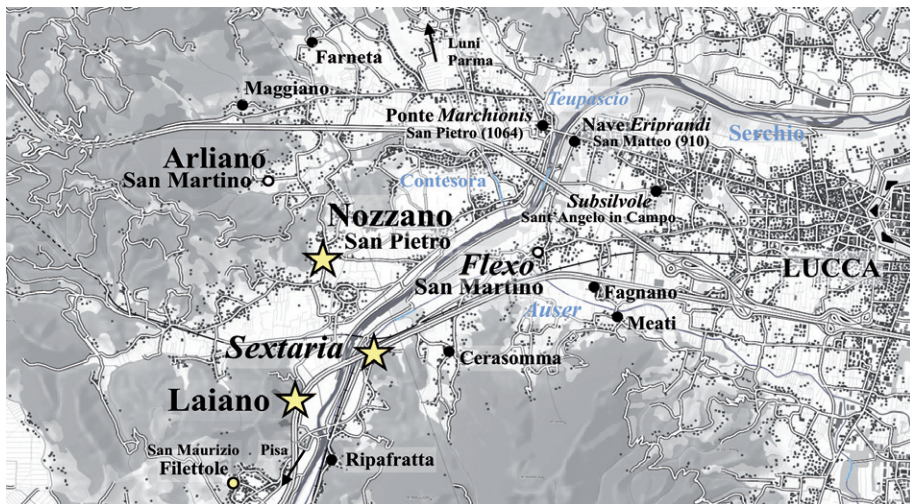 Luni
Parma
Farneta
Maggiano
Teupascio
Ponte Marchionis
San Pietro (1064)
Nave Eriprandi
San Matteo (910)
Serchio
Arliano
San Martino
Contesora
Subsilvole
Sant'Angelo in Campo
Nozzano
San Pietro
Flexo
San Martino
LUCCA
Fagnano
Auser
Meati
Sextaria
Cerasomma
Laiano
San Maurizio
Pisa
Filettole
Ripafratta